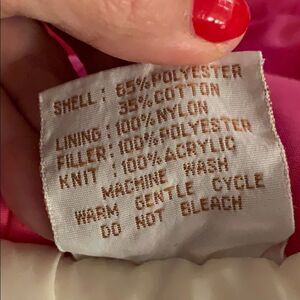 SHELL : 65% POLYESTER
35% COTTON
LINING : 100% NYLON
FILLER : 100% POLYESTER
KNIT : 100% ACRYLIC
MACHINE WASH
WARM GENTLE CYCLE
DO NOT BLEACH